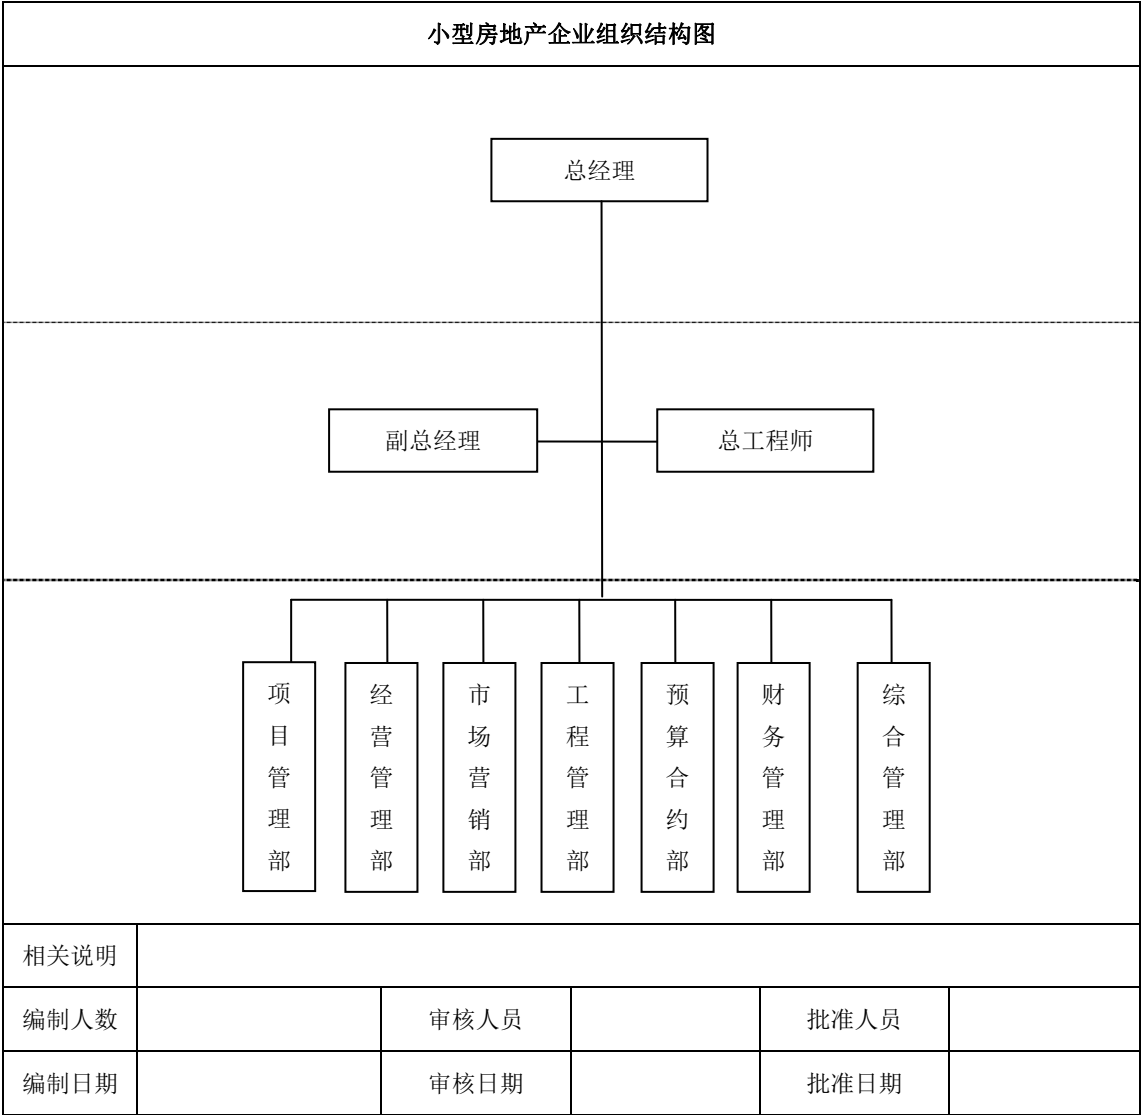 小型房地产企业组织结构图
总经理
副总经理
总工程师
项目管理部
经营管理部
市场营销部
工程管理部
预算合约部
财务管理部
综合管理部
相关说明
编制人数
审核人员
批准人员
编制日期
审核日期
批准日期